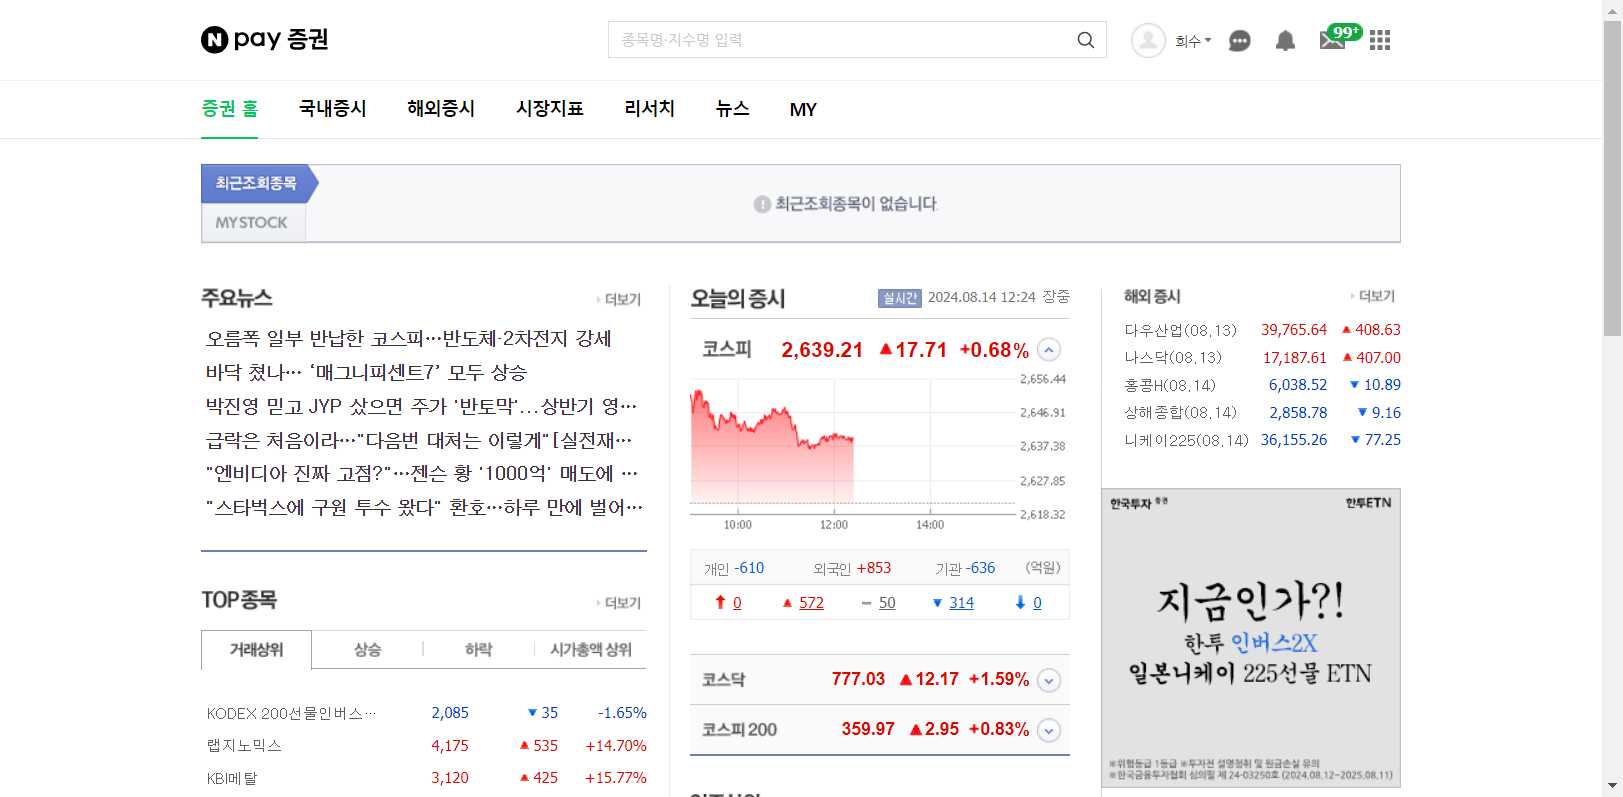 N pay 증권
종목명·지수명 입력
희수
99+
증권 홈 국내증시 해외증시 시장지표 리서치 뉴스 MY
최근조회종목
MY STOCK
최근조회종목이 없습니다
주요뉴스 더보기
오름폭 일부 반납한 코스피…반도체·2차전지 강세
바닥 쳤나… ‘매그니피센트7’ 모두 상승
박진영 믿고 JYP 샀으면 주가 '반토막'...상반기 영…
급락은 처음이라…"다음번 대처는 이렇게"[실전재…
"엔비디아 진짜 고점?"…젠슨 황 '1000억' 매도에 …
"스타벅스에 구원 투수 왔다" 환호…하루 만에 벌어…
TOP 종목 더보기
거래상위 상승 하락 시가총액 상위
KODEX 200선물인버스… 2,085 ▼ 35 -1.65%
랩지노믹스 4,175 ▲ 535 +14.70%
KBI메탈 3,120 ▲ 425 +15.77%
오늘의 증시 실시간 2024.08.14 12:24 장중
코스피 2,639.21 ▲17.71 +0.68%
2,656.44
2,646.91
2,637.38
2,627.85
2,618.32
10:00 12:00 14:00
개인 -610 외국인 +853 기관 -636 (억원)
↑ 0 ▲ 572 － 50 ▼ 314 ↓ 0
코스닥 777.03 ▲12.17 +1.59%
코스피 200 359.97 ▲2.95 +0.83%
해외 증시 더보기
다우산업(08.13) 39,765.64 ▲ 408.63
나스닥(08.13) 17,187.61 ▲ 407.00
홍콩H(08.14) 6,038.52 ▼ 10.89
상해종합(08.14) 2,858.78 ▼ 9.16
니케이225(08.14) 36,155.26 ▼ 77.25
한국투자증권 한투ETN
지금인가?!
한투 인버스2X
일본니케이 225선물 ETN
※위험등급 1등급 ※투자전 설명청취 및 원금손실 유의
※한국금융투자협회 심의필 제 24-03250호 (2024.08.12~2025.08.11)